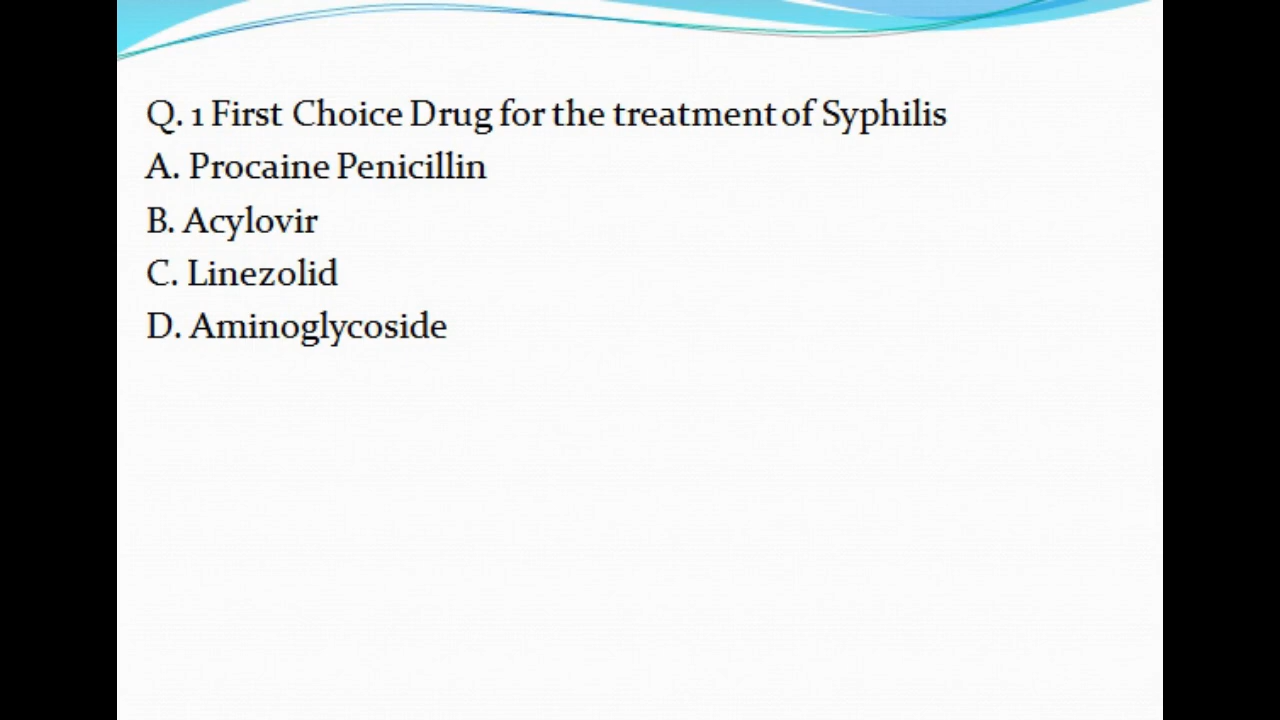 Q. 1 First Choice Drug for the treatment of Syphilis
A. Procaine Penicillin
B. Acylovir
C. Linezolid
D. Aminoglycoside